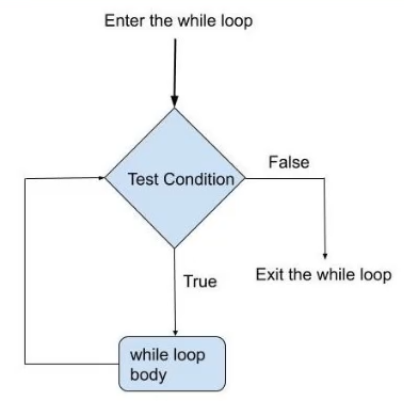 Enter the while loop
Test Condition
False
True
Exit the while loop
while loop
body